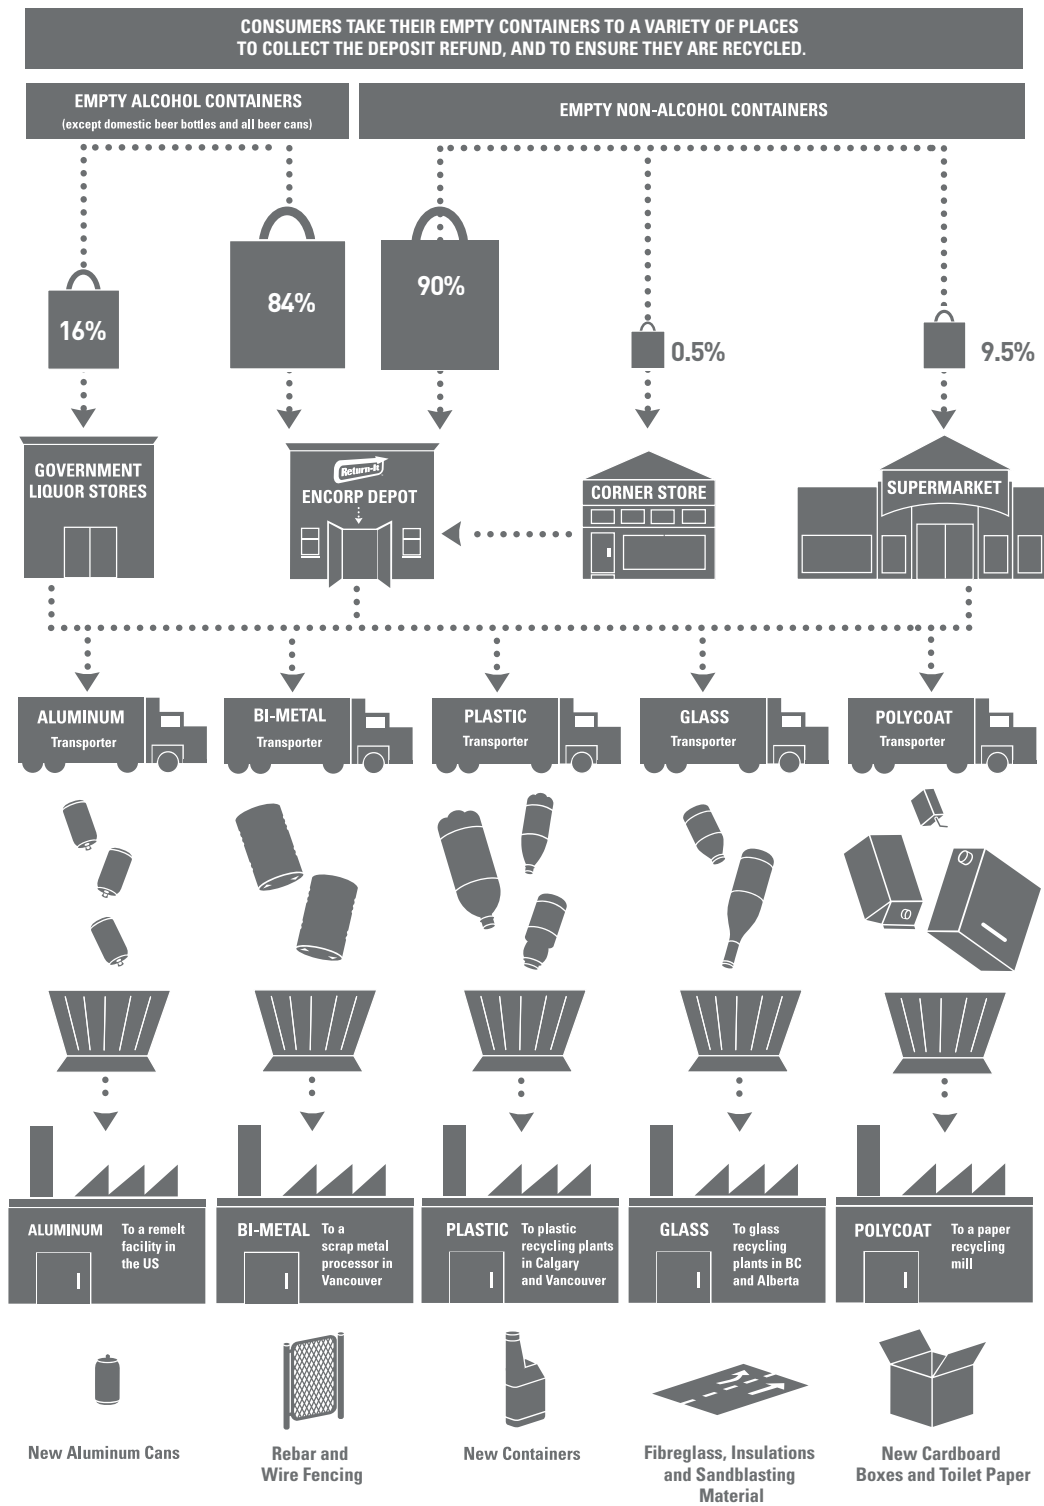 CONSUMERS TAKE THEIR EMPTY CONTAINERS TO A VARIETY OF PLACES
TO COLLECT THE DEPOSIT REFUND, AND TO ENSURE THEY ARE RECYCLED.
EMPTY ALCOHOL CONTAINERS
(except domestic beer bottles and all beer cans)
EMPTY NON-ALCOHOL CONTAINERS
16%
84%
90%
0.5%
9.5%
GOVERNMENT
LIQUOR STORES
Return-It
ENCORP DEPOT
CORNER STORE
SUPERMARKET
ALUMINUM
Transporter
BI-METAL
Transporter
PLASTIC
Transporter
GLASS
Transporter
POLYCOAT
Transporter
ALUMINUM
To a remelt
facility in
the US
BI-METAL
To a
scrap metal
processor in
Vancouver
PLASTIC
To plastic
recycling plants
in Calgary
and Vancouver
GLASS
To glass
recycling
plants in BC
and Alberta
POLYCOAT
To a paper
recycling
mill
New Aluminum Cans
Rebar and
Wire Fencing
New Containers
Fibreglass, Insulations
and Sandblasting
Material
New Cardboard
Boxes and Toilet Paper